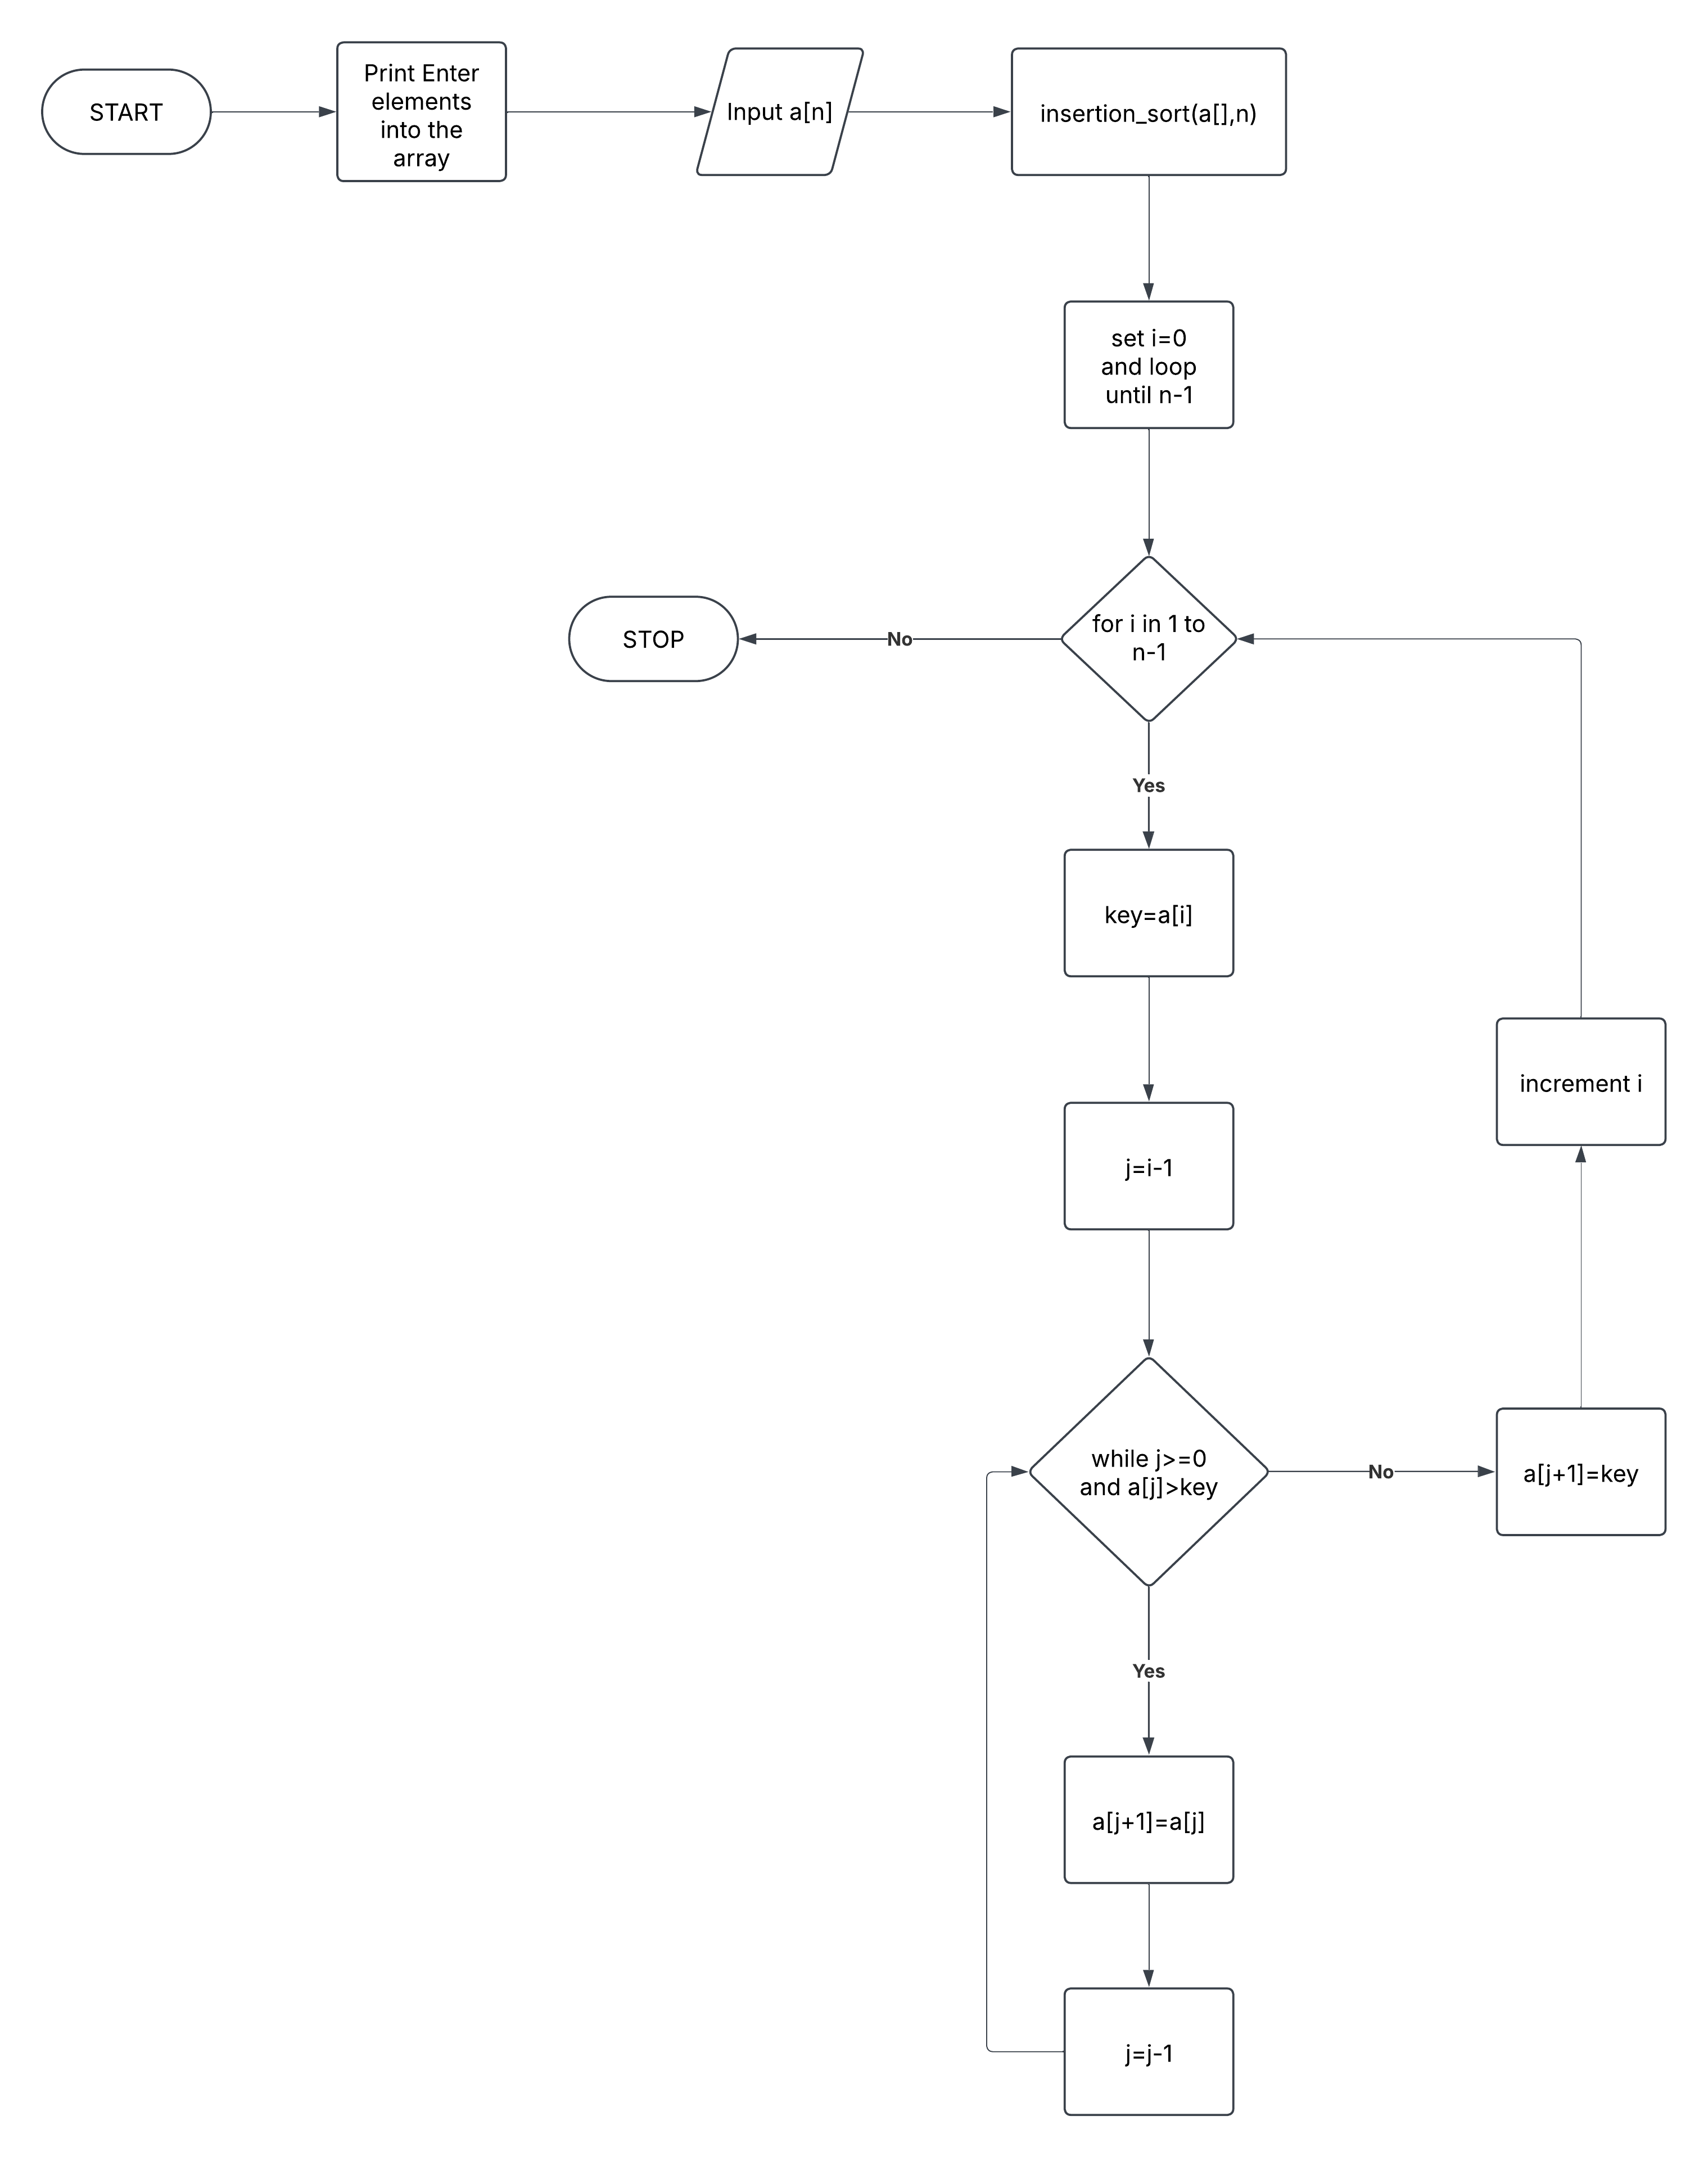 START
Print Enter
elements
into the
array
Input a[n]
insertion_sort(a[],n)
set i=0
and loop
until n-1
for i in 1 to
n-1
No
STOP
Yes
key=a[i]
increment i
j=i-1
while j>=0
and a[j]>key
No
a[j+1]=key
Yes
a[j+1]=a[j]
j=j-1